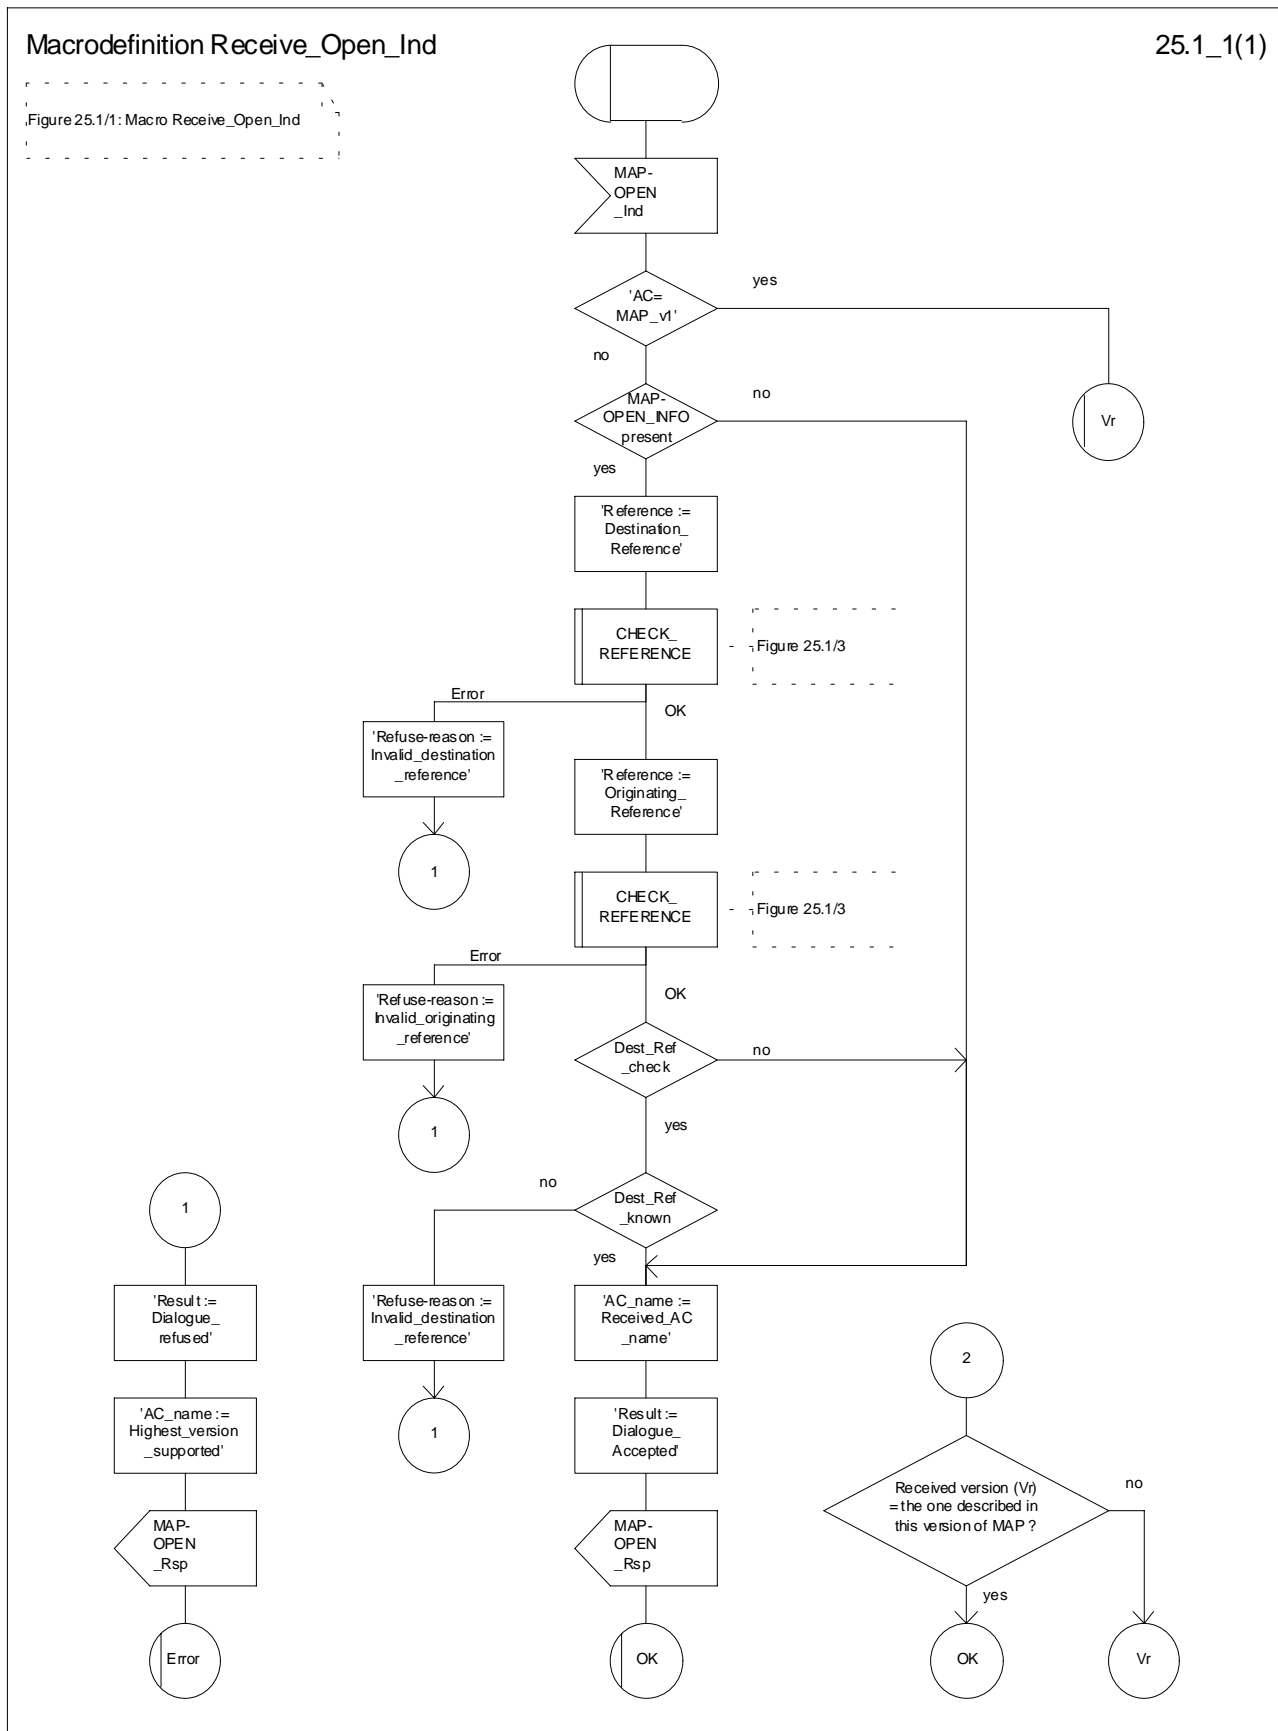 Macrodefinition Receive_Open_Ind
25.1_1(1)
Figure 25.1/1: Macro Receive_Open_Ind
MAP-
OPEN
_Ind
'AC=
MAP_v1'
yes
no
Vr
MAP-
OPEN_INFO
present
no
yes
'Reference :=
Destination_
Reference'
CHECK_
REFERENCE
Figure 25.1/3
Error
OK
'Refuse-reason :=
Invalid_destination
_reference'
1
'Reference :=
Originating_
Reference'
CHECK_
REFERENCE
Figure 25.1/3
Error
OK
'Refuse-reason :=
Invalid_originating
_reference'
1
Dest_Ref
_check
no
yes
Dest_Ref
_known
no
yes
'Refuse-reason :=
Invalid_destination
_reference'
1
'AC_name :=
Received_AC
_name'
'Result :=
Dialogue_
Accepted'
MAP-
OPEN
_Rsp
OK
1
'Result :=
Dialogue_
refused'
'AC_name :=
Highest_version
_supported'
MAP-
OPEN
_Rsp
Error
2
Received version (Vr)
= the one described in
this version of MAP ?
no
yes
OK
Vr